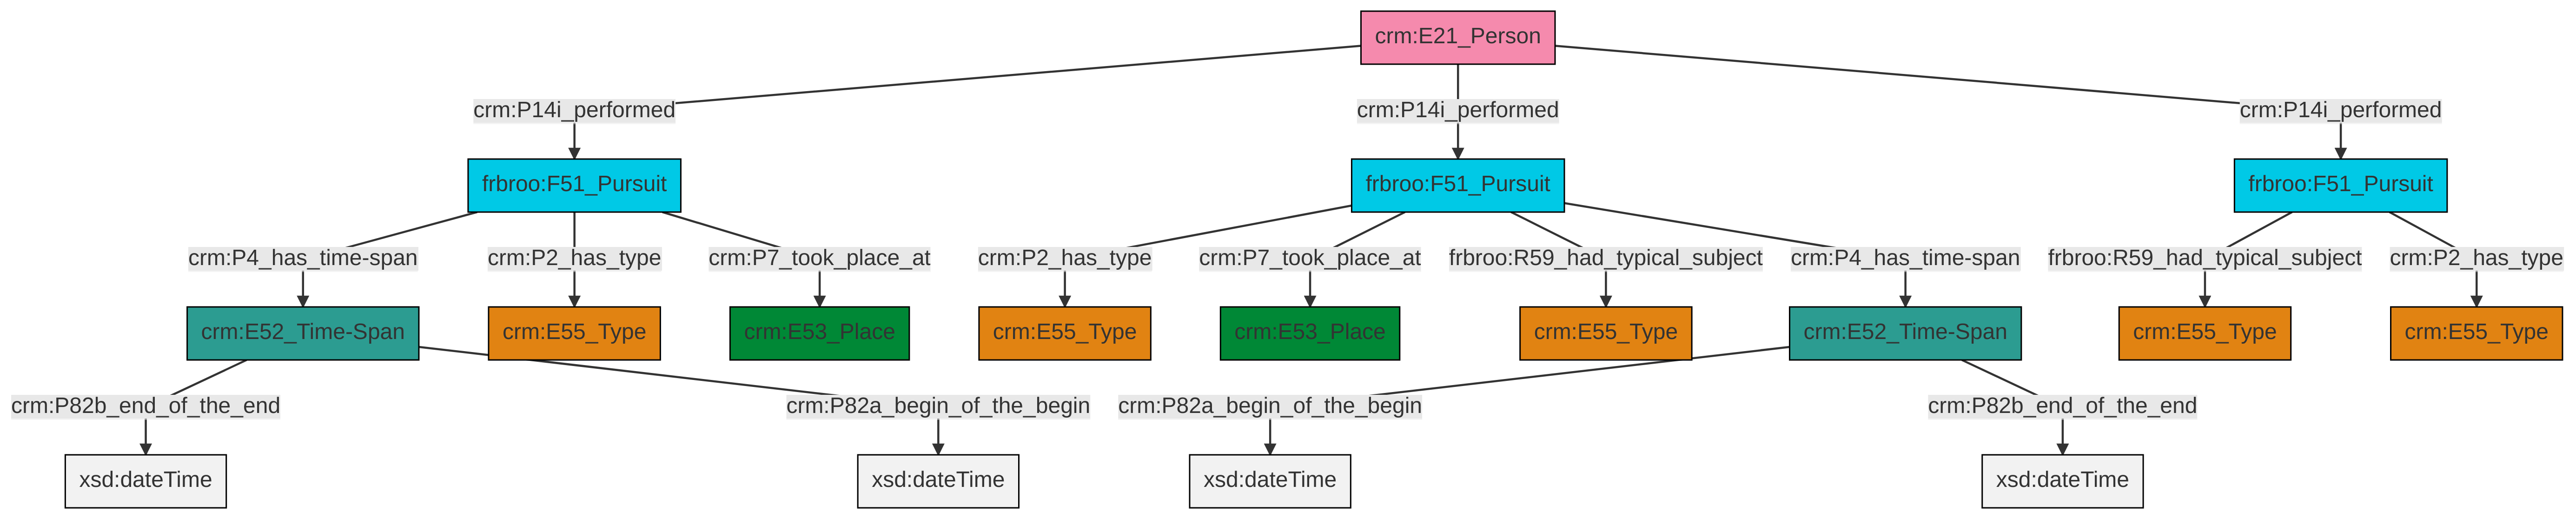 crm:E21_Person
crm:P14i_performed crm:P14i_performed crm:P14i_performed
frbroo:F51_Pursuit frbroo:F51_Pursuit frbroo:F51_Pursuit
crm:P4_has_time-span crm:P2_has_type crm:P7_took_place_at crm:P2_has_type crm:P7_took_place_at frbroo:R59_had_typical_subject crm:P4_has_time-span frbroo:R59_had_typical_subject crm:P2_has_type
crm:E52_Time-Span crm:E55_Type crm:E53_Place crm:E55_Type crm:E53_Place crm:E55_Type crm:E52_Time-Span crm:E55_Type crm:E55_Type
crm:P82b_end_of_the_end crm:P82a_begin_of_the_begin crm:P82a_begin_of_the_begin crm:P82b_end_of_the_end
xsd:dateTime xsd:dateTime xsd:dateTime xsd:dateTime